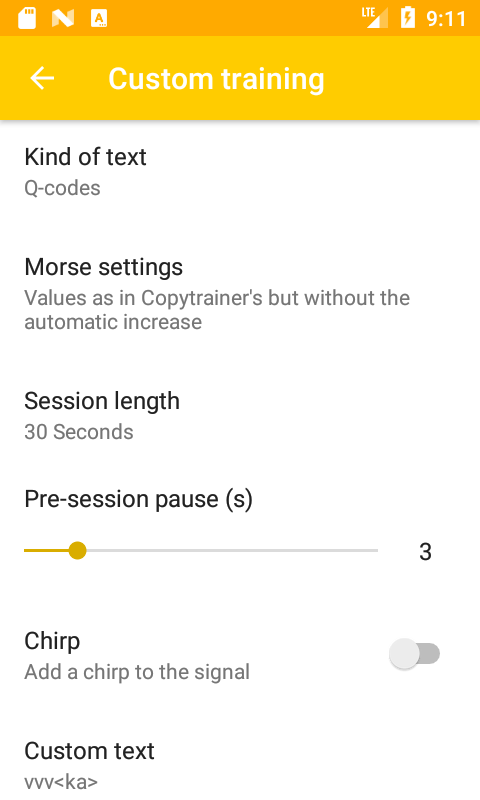 LTE 9:11
Custom training
Kind of text
Q-codes
Morse settings
Values as in Copytrainer's but without the
automatic increase
Session length
30 Seconds
Pre-session pause (s)
3
Chirp
Add a chirp to the signal
Custom text
vvv<ka>